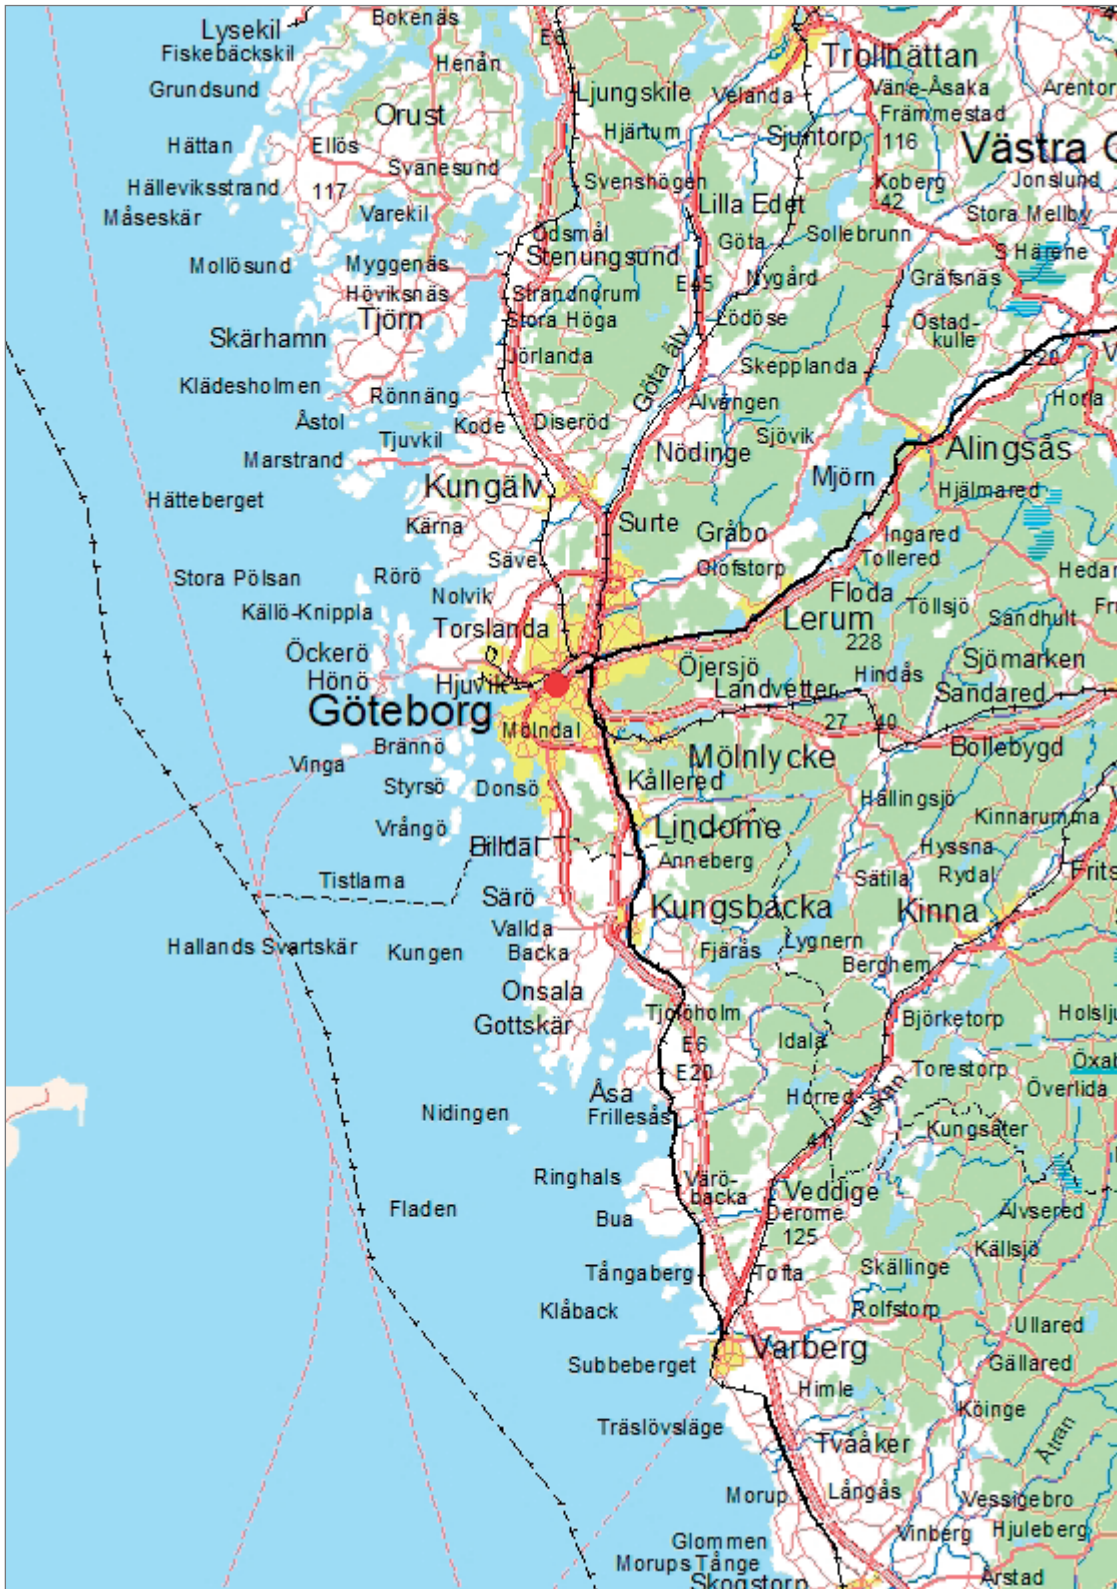 Bokenäs
Lysekil
E6
Fiskebäckskil
Henån
Trollhättan
Grundsund
Ljungskile
Velanda
Väne-Åsaka
Arentor
Orust
Främmestad
Hjärtum
Sjuntorp
116
Västra G
Hättan
Ellös
Svanesund
Svenshögen
Koberg
Jonslund
Hälleviksstrand
117
42
Lilla Edet
Måseskär
Varekil
Stora Mellby
Ödsmål
Göta
Sollebrunn
Stenungsund
S Härene
Mollösund
Myggenäs
Nygård
Gräfsnäs
E45
Höviksnäs
Strandnorum
Tjörn
Stora Höga
Lödöse
Östad-
kulle
Skärhamn
Jörlanda
Göta älv
Skepplanda
E20
V
Klädesholmen
Rönnäng
Älvängen
Horla
Åstol
Kode
Diseröd
Tjuvkil
Sjövik
Marstrand
Nödinge
Alingsås
Mjörn
Kungälv
Hjälmared
Hätteberget
Kärna
Surte
Gråbo
Ingared
Säve
Olofstorp
Tollered
Stora Pölsan
Rörö
Hedar
Nolvik
Floda
Töllsjö
Källö-Knippla
Lerum
Sandhult
Fri
Torslanda
228
Öckerö
Öjersjö
Sjömarken
Hönö
Hjuvik
Landvetter
Hindås
Sandared
Göteborg
27
40
Mölndal
Brännö
Mölnlycke
Bollebygd
Vinga
Styrsö
Donsö
Kållered
Hällingsjö
Vrångö
Lindome
Kinnarumma
Billdal
Hyssna
Anneberg
Tistlarna
Sätila
Rydal
Frits
Särö
Kungsbacka
Kinna
Vallda
Hallands Svartskär
Kungen
Backa
Fjärås
Lygnern
Berghem
Onsala
Gottskär
Tjolöholm
Björketorp
Holslju
E6
Idala
E20
Torestorp
Öxab
Åsa
Horred
Viskan
Överlida
Nidingen
Frillesås
41
Kungsäter
Ringhals
Värö-
backa
Veddige
Fladen
Bua
Derome
Älvsered
125
Källsjö
Tångaberg
Tofta
Skällinge
Klåback
Rolfstorp
Ullared
Varberg
Subbeberget
Gällared
Himle
Köinge
Träslövsläge
Tvååker
Ätran
Morup
Långås
Vessigebro
Glommen
Vinberg
Hjuleberg
Morups Tånge
Skogstorp
Årstad